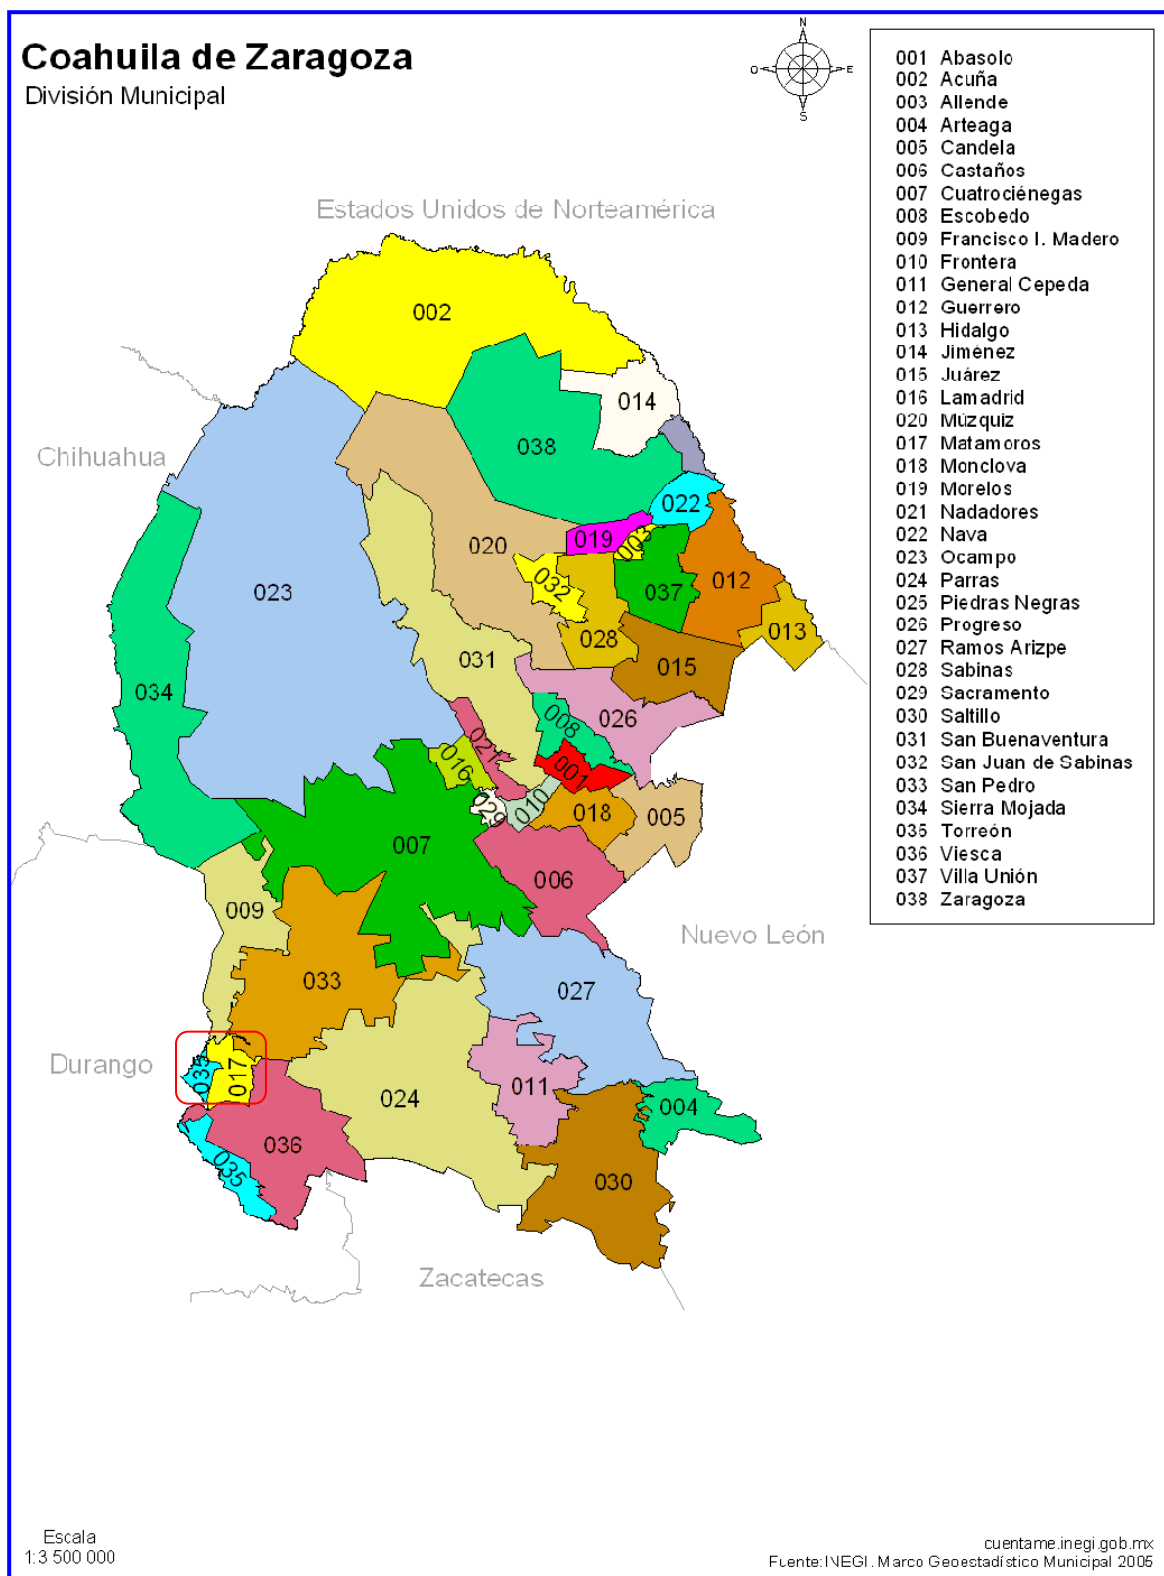 Coahuila de Zaragoza
División Municipal
N
O
E
S
001 Abasolo
002 Acuña
003 Allende
004 Arteaga
005 Candela
006 Castaños
007 Cuatrociénegas
008 Escobedo
009 Francisco I. Madero
010 Frontera
011 General Cepeda
012 Guerrero
013 Hidalgo
014 Jiménez
015 Juárez
016 Lamadrid
020 Múzquiz
017 Matamoros
018 Monclova
019 Morelos
021 Nadadores
022 Nava
023 Ocampo
024 Parras
025 Piedras Negras
026 Progreso
027 Ramos Arizpe
028 Sabinas
029 Sacramento
030 Saltillo
031 San Buenaventura
032 San Juan de Sabinas
033 San Pedro
034 Sierra Mojada
035 Torreón
036 Viesca
037 Villa Unión
038 Zaragoza
Estados Unidos de Norteamérica
002
014
038
Chihuahua
022
019
003
020
032
023
037
012
028
013
015
031
034
026
008
021
016
001
029
010
018
005
007
006
009
Nuevo León
033
027
Durango
035
017
011
024
004
036
035
030
Zacatecas
Escala
1:3 500 000
cuentame.inegi.gob.mx
Fuente:INEGI. Marco Geoestadístico Municipal 2005